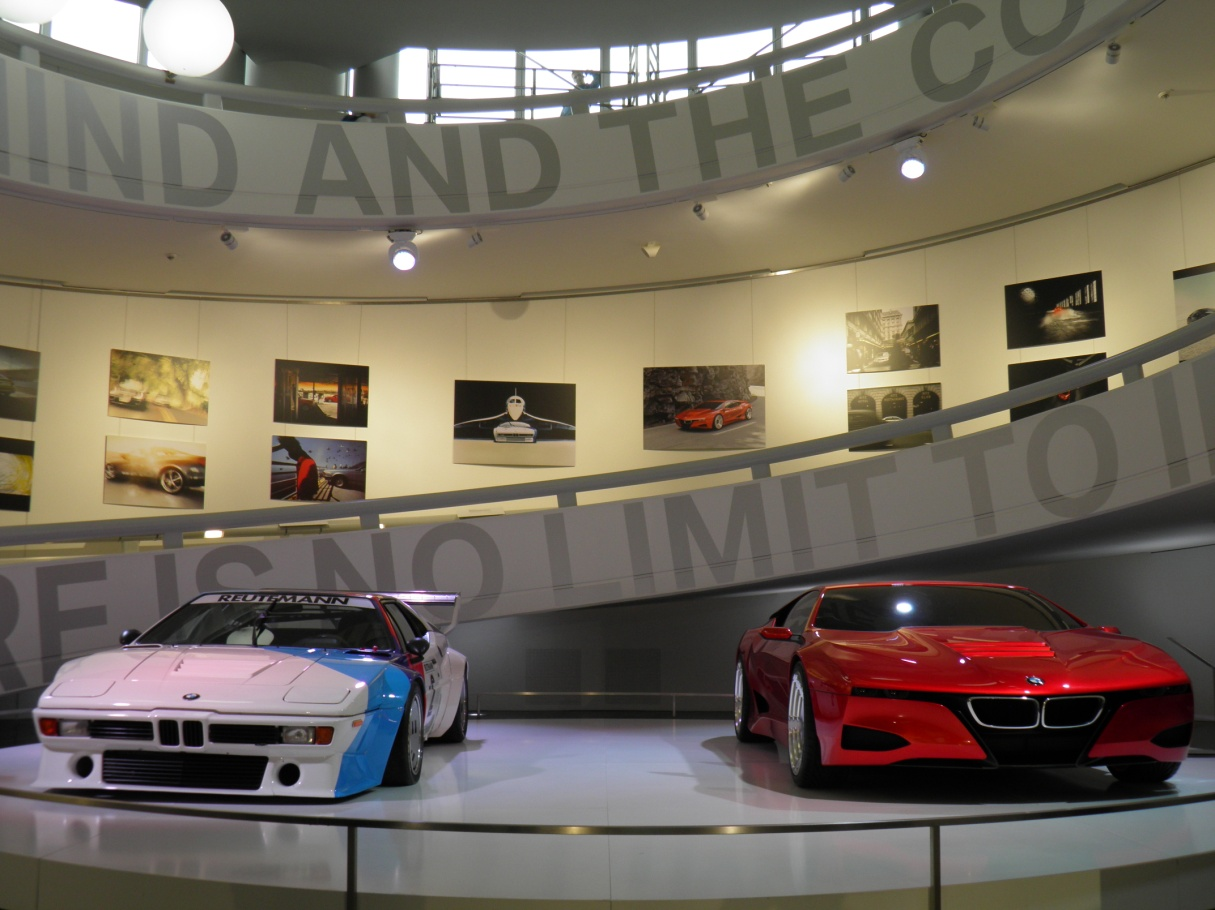 IND AND THE CO
RE IS NO LIMIT TO I
REUTEMANN